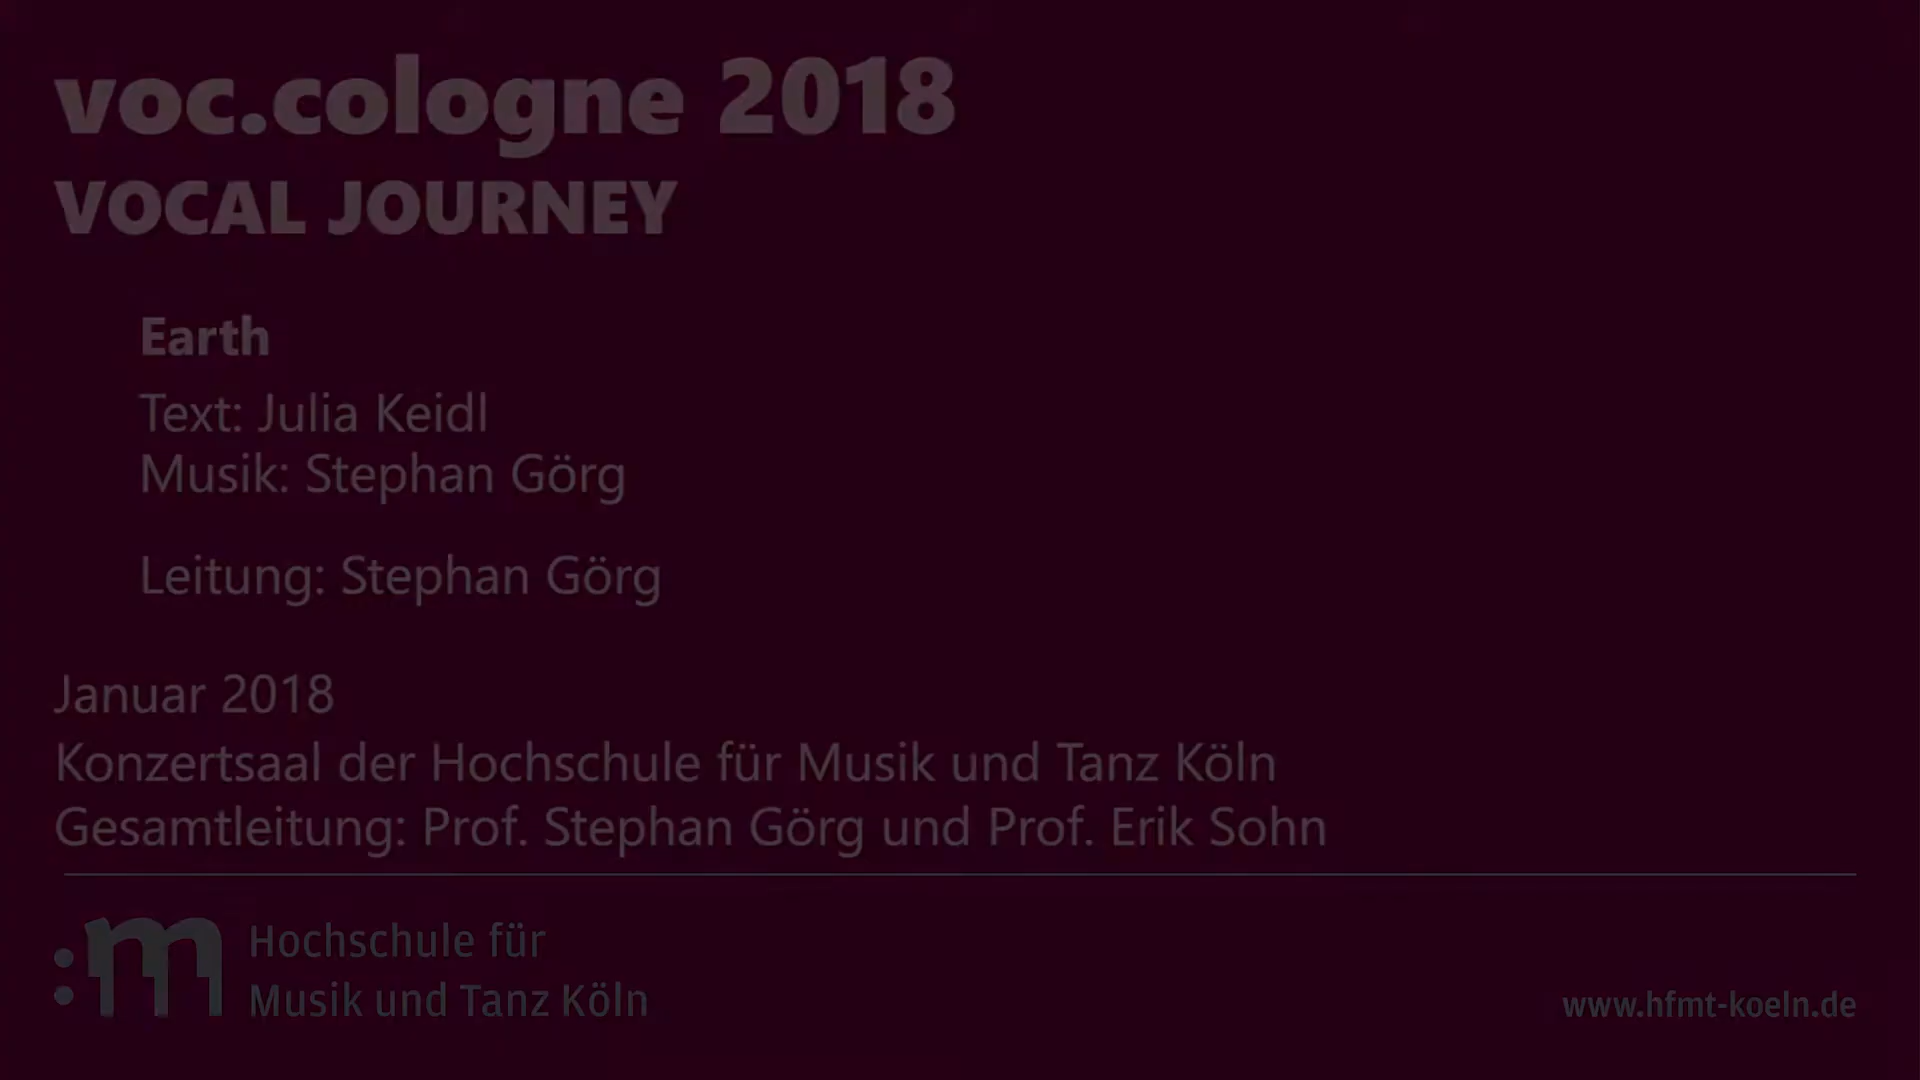 voc.cologne 2018
VOCAL JOURNEY
Earth
Text: Julia Keidl
Musik: Stephan Görg
Leitung: Stephan Görg
Januar 2018
Konzertsaal der Hochschule für Musik und Tanz Köln
Gesamtleitung: Prof. Stephan Görg und Prof. Erik Sohn
:m Hochschule für
Musik und Tanz Köln
www.hfmt-koeln.de